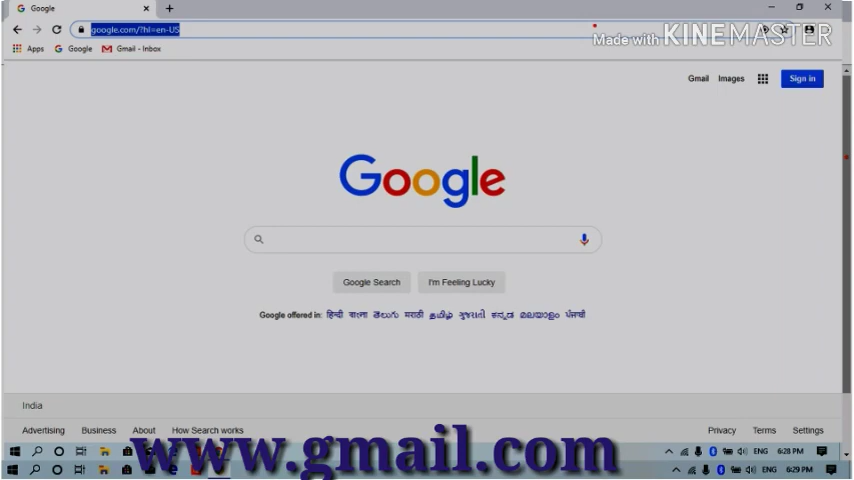 Google
google.com/?hl=en-US
Made with KINEMASTER
Apps Google Gmail - Inbox
Gmail Images Sign in
Google
Google Search I'm Feeling Lucky
Google offered in: हिन्दी বাংলা తెలుగు मराठी தமிழ் ગુજરાતી ಕನ್ನಡ മലയാളം ਪੰਜਾਬੀ
India
Advertising Business About How Search works Privacy Terms Settings
www.gmail.com
ENG 6:28 PM
ENG 6:29 PM